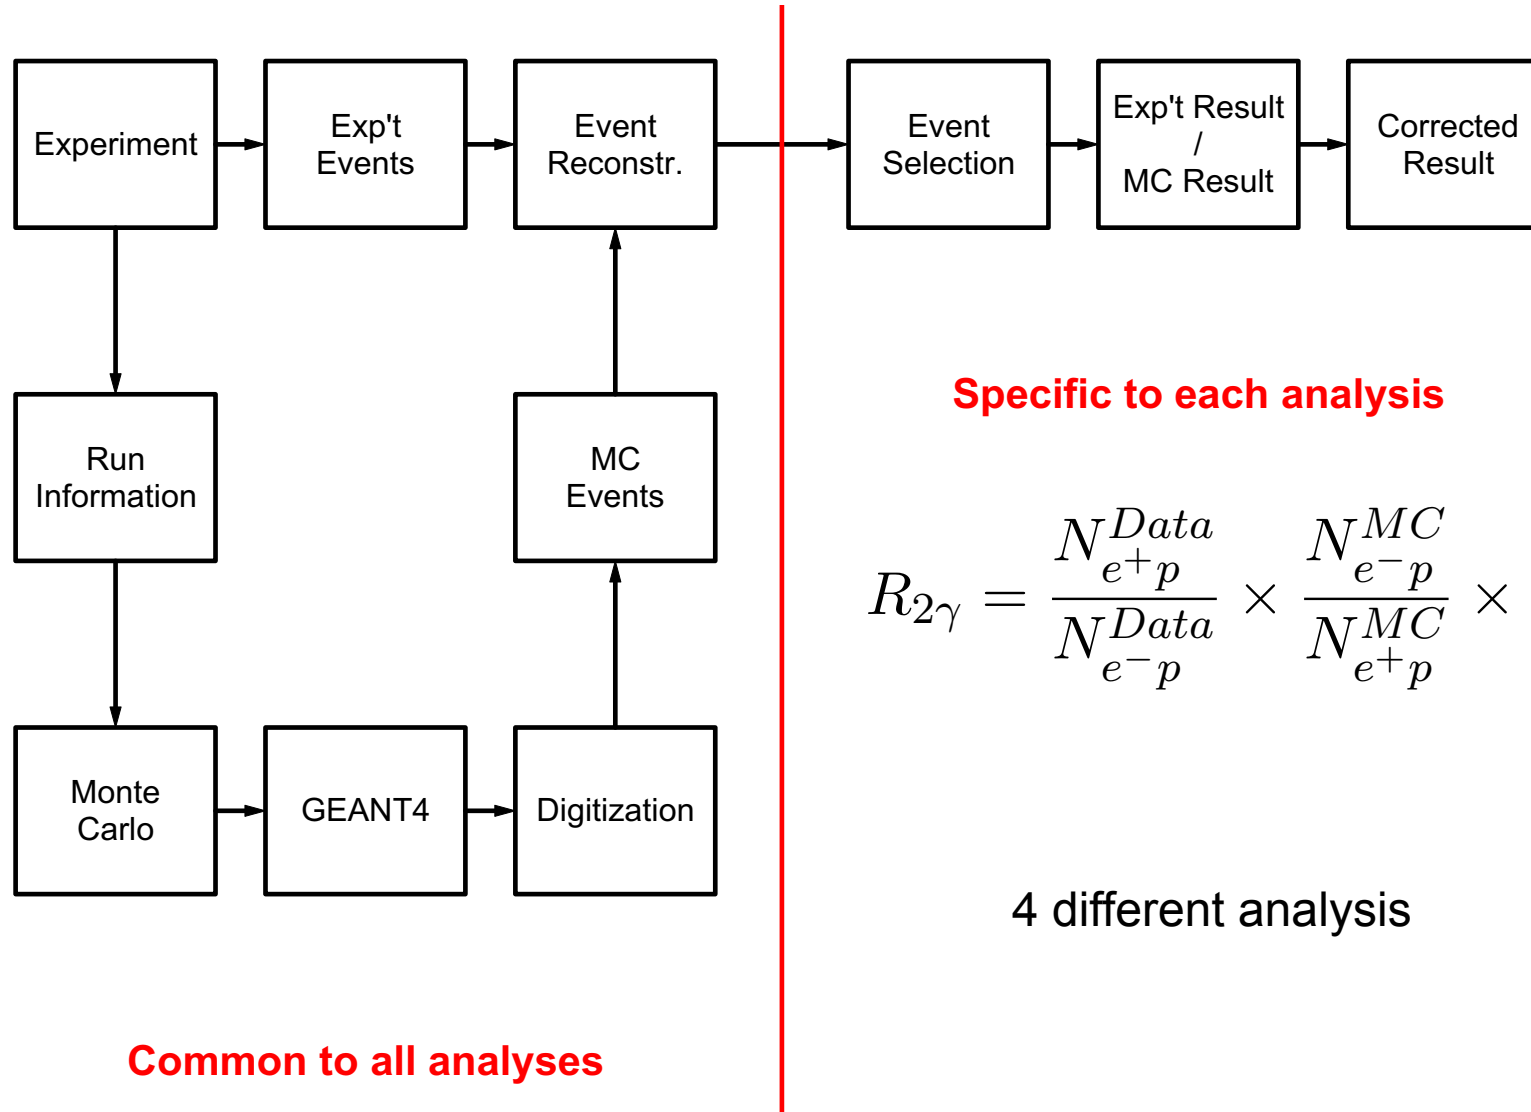 Experiment
Exp't
Events
Event
Reconstr.
Event
Selection
Exp't Result
/
MC Result
Corrected
Result
Run
Information
MC
Events
Specific to each analysis
R_{2γ} = \frac{N^{Data}_{e^+p}}{N^{Data}_{e^-p}} × \frac{N^{MC}_{e^-p}}{N^{MC}_{e^+p}} ×
Monte
Carlo
GEANT4
Digitization
4 different analysis
Common to all analyses